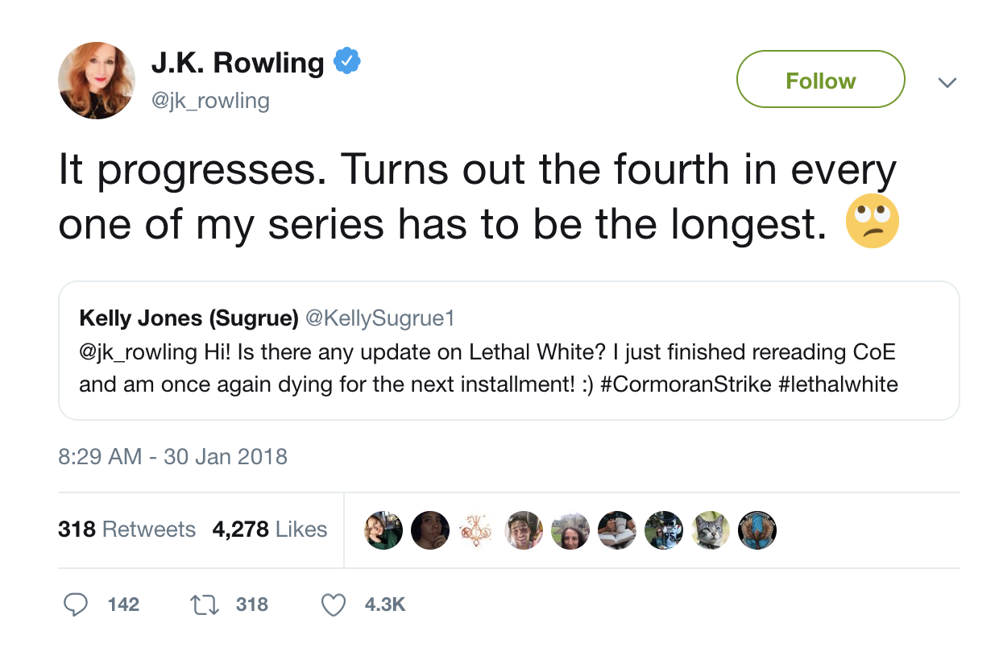 J.K. Rowling
@jk_rowling
Follow
It progresses. Turns out the fourth in every
one of my series has to be the longest. 🙄
Kelly Jones (Sugrue) @KellySugrue1
@jk_rowling Hi! Is there any update on Lethal White? I just finished rereading CoE
and am once again dying for the next installment! :) #CormoranStrike #lethalwhite
8:29 AM - 30 Jan 2018
318 Retweets 4,278 Likes
142 318 4.3K